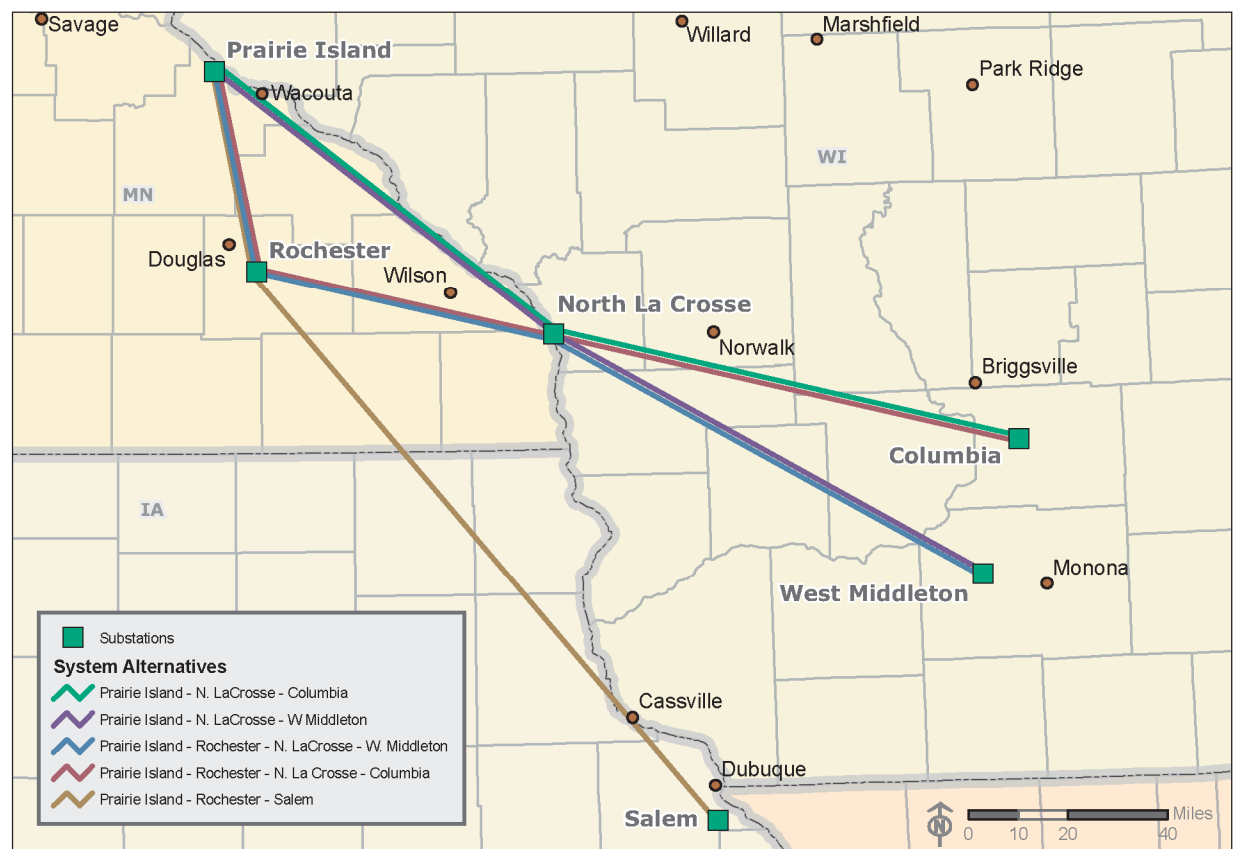 Savage
Willard
Marshfield
Prairie Island
Park Ridge
Wacouta
WI
MN
Douglas
Rochester
Wilson
North La Crosse
Norwalk
Briggsville
Columbia
IA
Monona
West Middleton
Substations
System Alternatives
Prairie Island - N. LaCrosse - Columbia
Prairie Island - N. LaCrosse - W Middleton
Prairie Island - Rochester - N. LaCrosse - W. Middleton
Prairie Island - Rochester - N. La Crosse - Columbia
Prairie Island - Rochester - Salem
Cassville
Dubuque
Salem
N
Miles
0 10 20 40